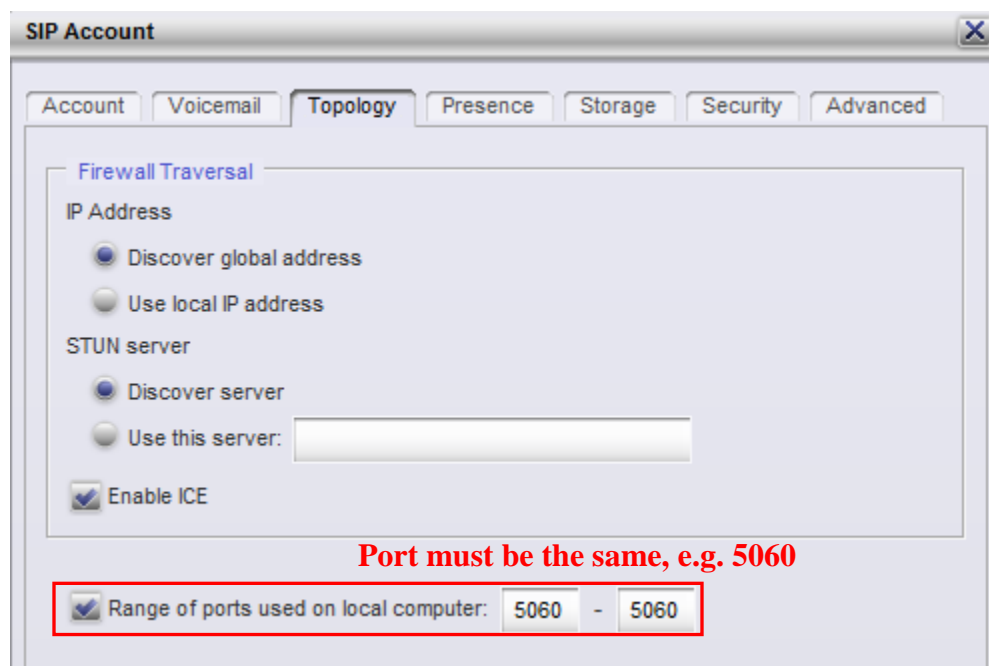 SIP Account
Account Voicemail Topology Presence Storage Security Advanced
Firewall Traversal
IP Address
Discover global address
Use local IP address
STUN server
Discover server
Use this server:
Enable ICE
Port must be the same, e.g. 5060
Range of ports used on local computer: 5060 - 5060